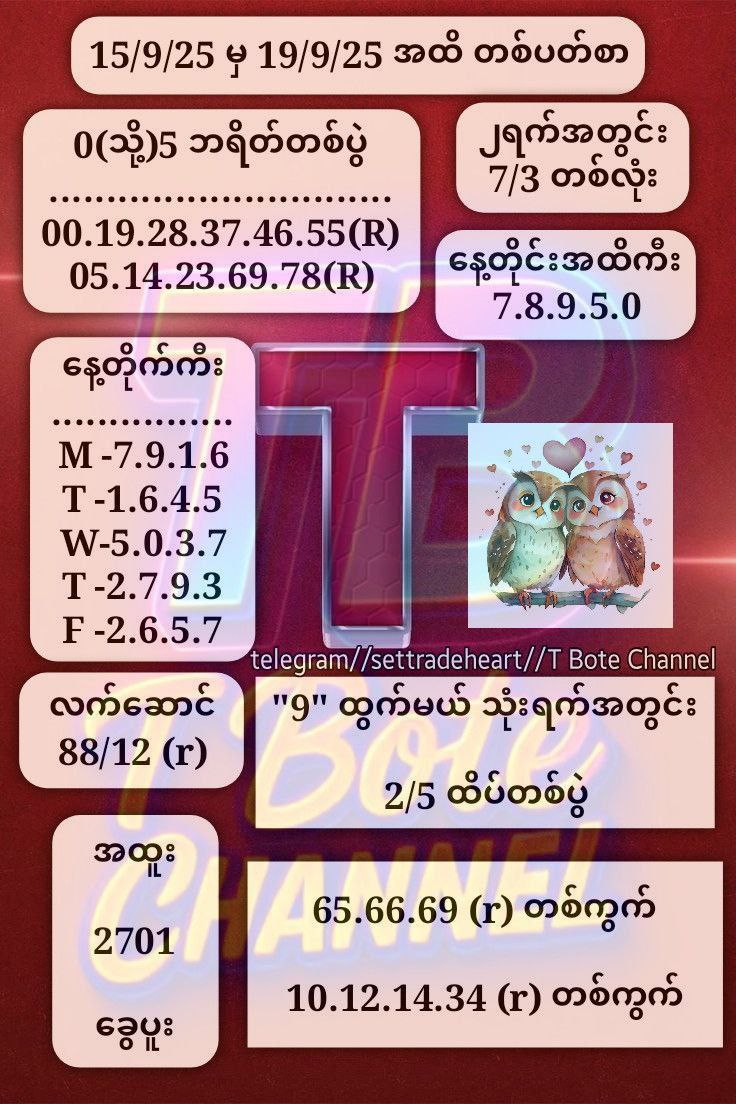 15/9/25 မှ 19/9/25 အထိ တစ်ပတ်စာ
0(သို့)5 ဘရိတ်တစ်ပွဲ
..............................
00.19.28.37.46.55(R)
05.14.23.69.78(R)
၂ရက်အတွင်း
7/3 တစ်လုံး
နေ့တိုင်းအထိကီး
7.8.9.5.0
နေ့တိုက်ကီး
................
M -7.9.1.6
T -1.6.4.5
W-5.0.3.7
T -2.7.9.3
F -2.6.5.7
TB
T
telegram//settradeheart//T Bote Channel
လက်ဆောင်
88/12 (r)
"9" ထွက်မယ် သုံးရက်အတွင်း
2/5 ထိပ်တစ်ပွဲ
T Bote
CHANNEL
အထူး
2701
ခွေပူး
65.66.69 (r) တစ်ကွက်
10.12.14.34 (r) တစ်ကွက်